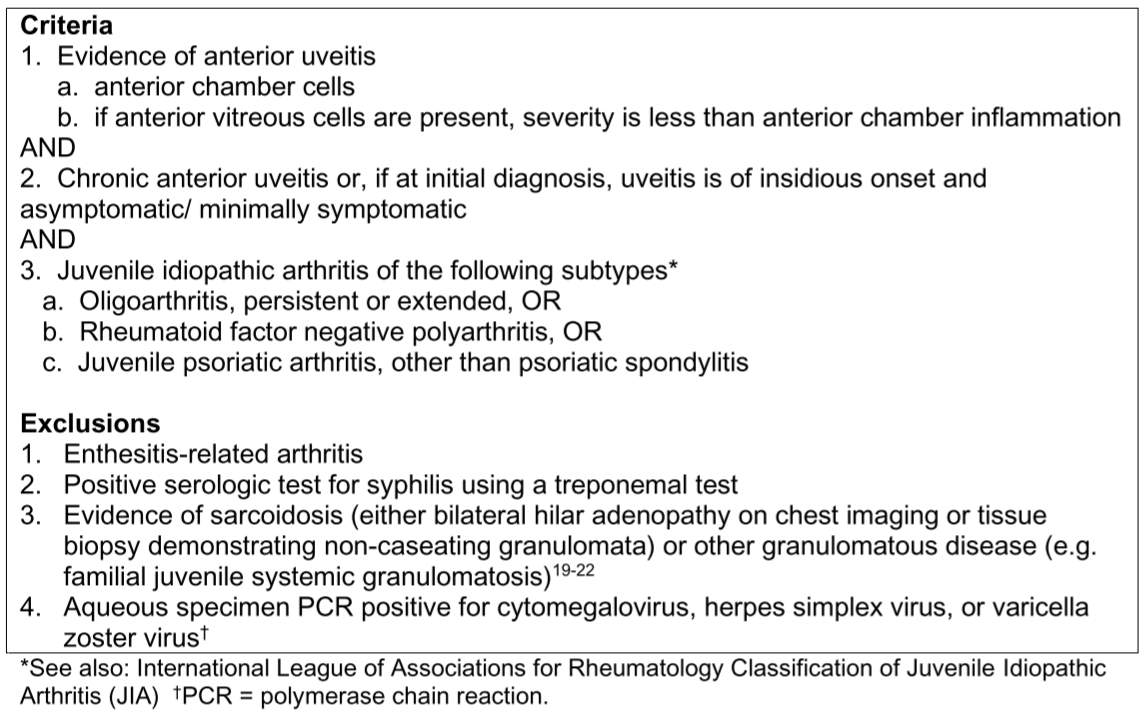 Criteria
1. Evidence of anterior uveitis
a. anterior chamber cells
b. if anterior vitreous cells are present, severity is less than anterior chamber inflammation
AND
2. Chronic anterior uveitis or, if at initial diagnosis, uveitis is of insidious onset and
asymptomatic/ minimally symptomatic
AND
3. Juvenile idiopathic arthritis of the following subtypes*
a. Oligoarthritis, persistent or extended, OR
b. Rheumatoid factor negative polyarthritis, OR
c. Juvenile psoriatic arthritis, other than psoriatic spondylitis
Exclusions
1. Enthesitis-related arthritis
2. Positive serologic test for syphilis using a treponemal test
3. Evidence of sarcoidosis (either bilateral hilar adenopathy on chest imaging or tissue
biopsy demonstrating non-caseating granulomata) or other granulomatous disease (e.g.
familial juvenile systemic granulomatosis)19-22
4. Aqueous specimen PCR positive for cytomegalovirus, herpes simplex virus, or varicella
zoster virus†
*See also: International League of Associations for Rheumatology Classification of Juvenile Idiopathic
Arthritis (JIA) †PCR = polymerase chain reaction.